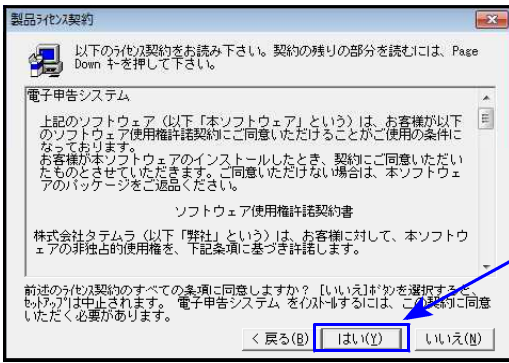 製品ﾗｲｾﾝｽ契約
以下のﾗｲｾﾝｽ契約をお読み下さい。契約の残りの部分を読むには、Page
Down ｷｰを押して下さい。
電子申告システム
上記のソフトウェア（以下「本ソフトウェア」という）は、お客様が以下
のソフトウェア使用権許諾契約にご同意いただけることがご使用の条件に
なっております。
お客様が本ソフトウェアのインストールしたとき、契約にご同意いただい
たものとさせていただきます。ご同意いただけない場合は、本ソフトウェ
アのパッケージをご返品ください。
ソフトウェア使用権許諾契約書
株式会社タテムラ（以下「弊社」という）は、お客様に対して、本ソフトウ
ェアの非独占的使用権を、下記条項に基づき許諾します。
前述のﾗｲｾﾝｽ契約のすべての条項に同意しますか？［いいえ］ﾎﾞﾀﾝを選択すると、
ｾｯﾄｱｯﾌﾟは中止されます。 電子申告システム をｲﾝｽﾄｰﾙするには、この契約に同意
いただく必要があります。
< 戻る(B) はい(Y) いいえ(N)